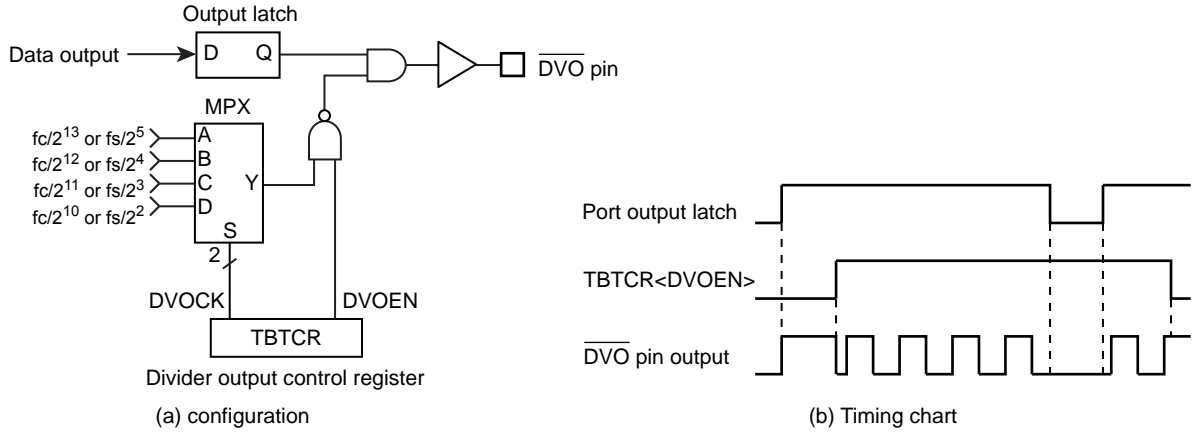 Output latch
Data output
D Q
DVO pin
MPX
fc/2^13 or fs/2^5
fc/2^12 or fs/2^4
fc/2^11 or fs/2^3
fc/2^10 or fs/2^2
A
B
C
D
Y
S
2
DVOCK
DVOEN
TBTCR
Divider output control register
(a) configuration
Port output latch
TBTCR<DVOEN>
DVO pin output
(b) Timing chart